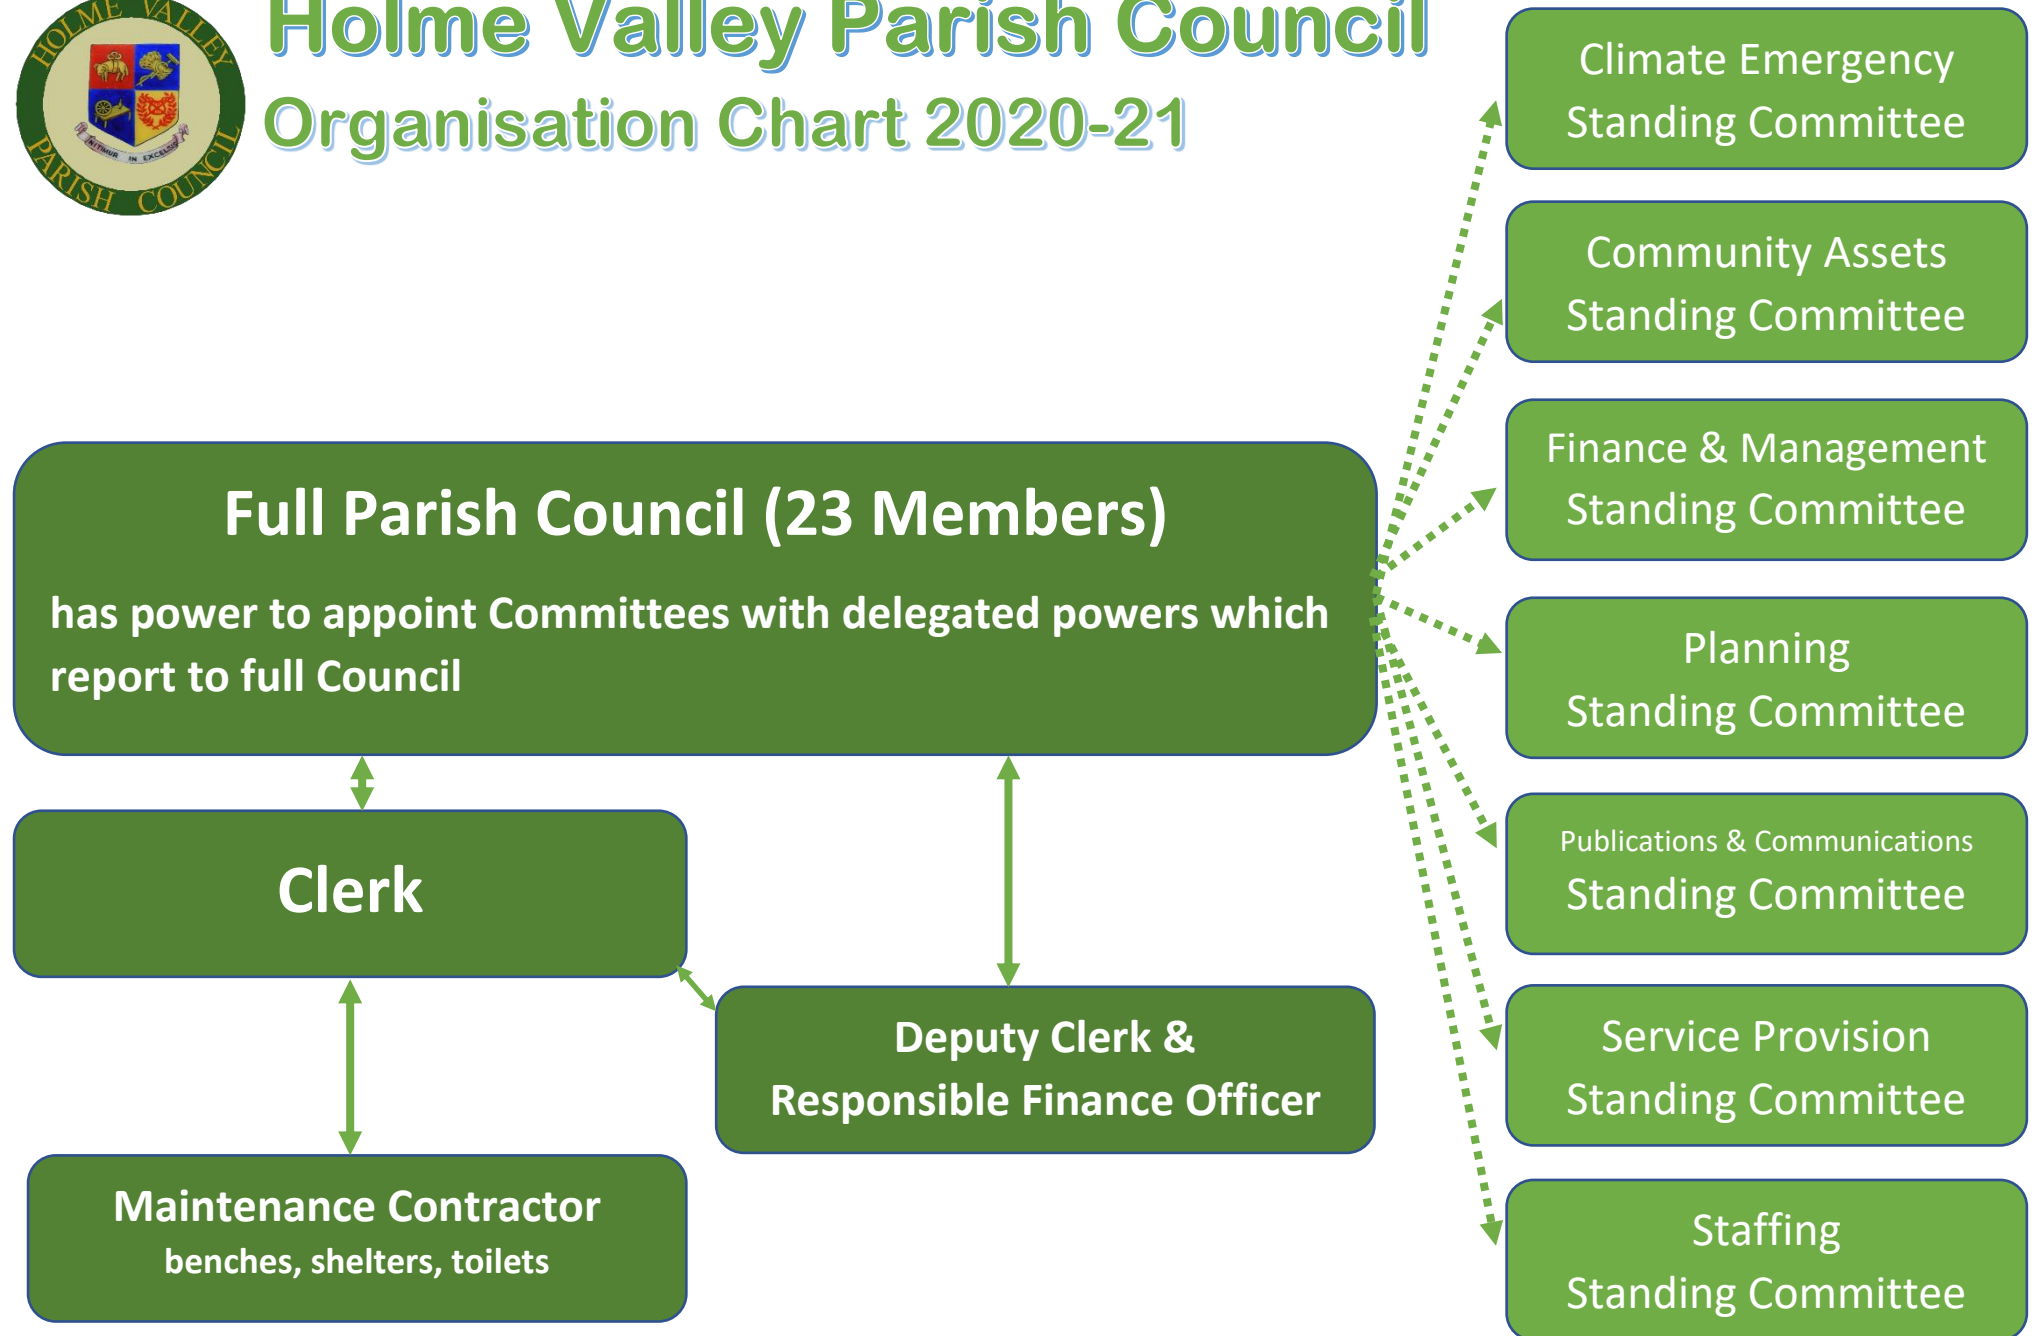 HOLME VALLEY
PARISH COUNCIL
NITIMUR IN EXCELSIS
Holme Valley Parish Council
Organisation Chart 2020-21
Full Parish Council (23 Members)
has power to appoint Committees with delegated powers which
report to full Council
Clerk
Deputy Clerk &
Responsible Finance Officer
Maintenance Contractor
benches, shelters, toilets
Climate Emergency
Standing Committee
Community Assets
Standing Committee
Finance & Management
Standing Committee
Planning
Standing Committee
Publications & Communications
Standing Committee
Service Provision
Standing Committee
Staffing
Standing Committee